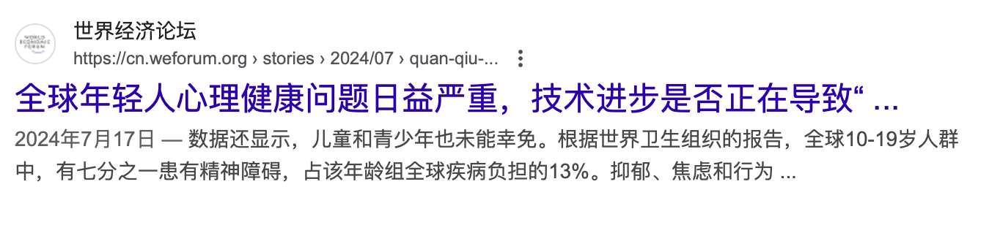 世界经济论坛
https://cn.weforum.org › stories › 2024/07 › quan-qiu-...
全球年轻人心理健康问题日益严重，技术进步是否正在导致“ ...
2024年7月17日 — 数据还显示，儿童和青少年也未能幸免。根据世界卫生组织的报告，全球10-19岁人群
中，有七分之一患有精神障碍，占该年龄组全球疾病负担的13%。抑郁、焦虑和行为 ...
WORLD
ECONOMIC
FORUM